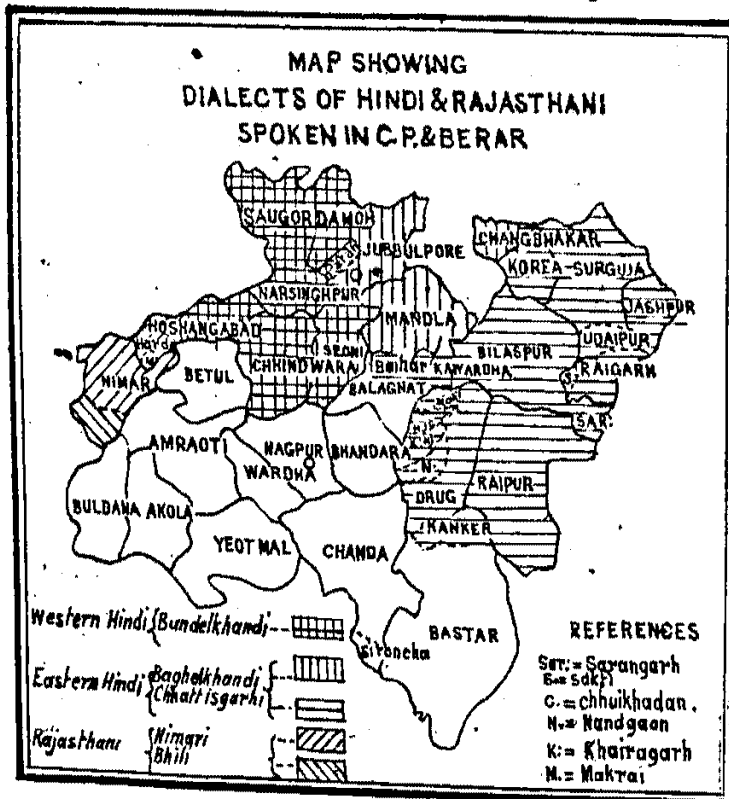 MAP SHOWING
DIALECTS OF HINDI & RAJASTHANI
SPOKEN IN C.P. & BERAR
SAUGOR DAMOH
JUBBULPORE
CHANGBHAKAR
KOREA-SURGUJA
NARSINGHPUR
JASHPUR
HOSHANGABAD
MANDLA
UDAIPUR
Harda
SEONI
BILASPUR
NIMAR
BETUL
CHHINDWARA
Baihar
KAWARDHA
RAIGARH
BALAGHAT
S.
SAR.
AMRAOTI
NAGPUR
BHANDARA
WARDHA
N.
RAIPUR
BULDANA
AKOLA
DRUG
KANKER
YEOTMAL
CHANDA
BASTAR
Sironcha
Western Hindi {Bundelkhandi
Eastern Hindi {Baghelkhandi
Chhattisgarhi
Rajasthani {Nimari
Bhili
REFERENCES
Sar. = Sarangarh
S. = Sakti
C. = Chhuikhadan.
N. = Nandgaon
K. = Khairagarh
M. = Makrai